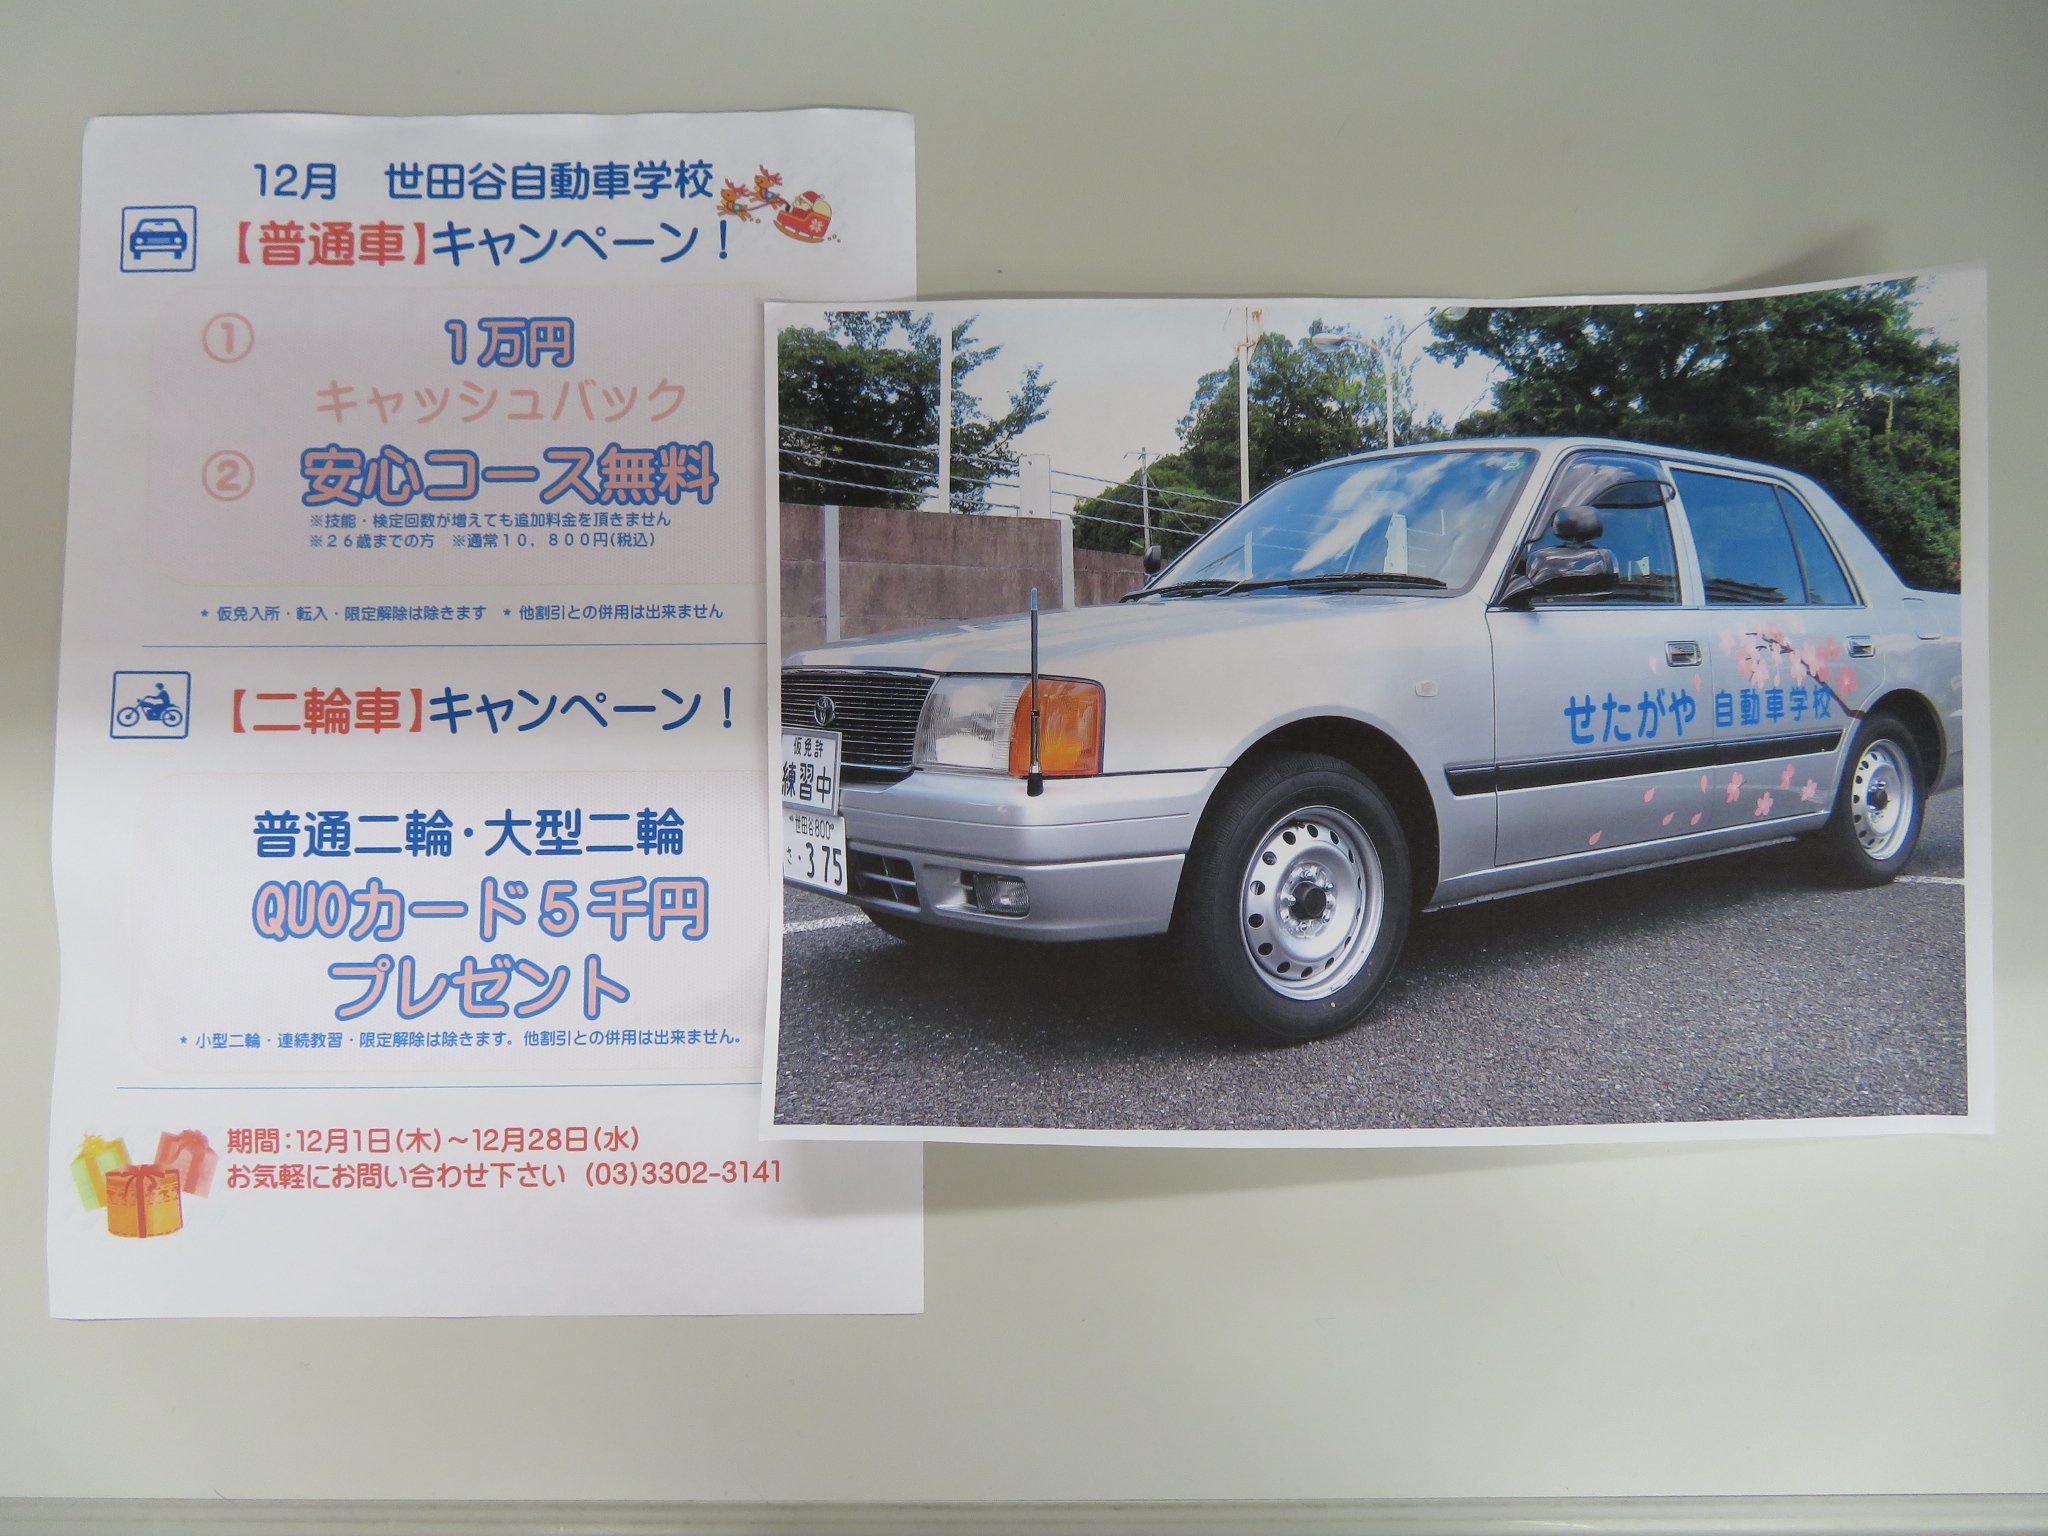 12月　世田谷自動車学校
【普通車】キャンペーン！
① １万円
キャッシュバック
② 安心コース無料
※技能・検定回数が増えても追加料金を頂きません
※２６歳までの方　※通常１０，８００円(税込)
* 仮免入所・転入・限定解除は除きます　* 他割引との併用は出来ません
【二輪車】キャンペーン！
普通二輪・大型二輪
QUOカード５千円
プレゼント
* 小型二輪・連続教習・限定解除は除きます。他割引との併用は出来ません。
期間：12月1日(木)～12月28日(水)
お気軽にお問い合わせ下さい　(03)3302-3141
せたがや 自動車学校
仮免許
練習中
世田谷800
さ・375